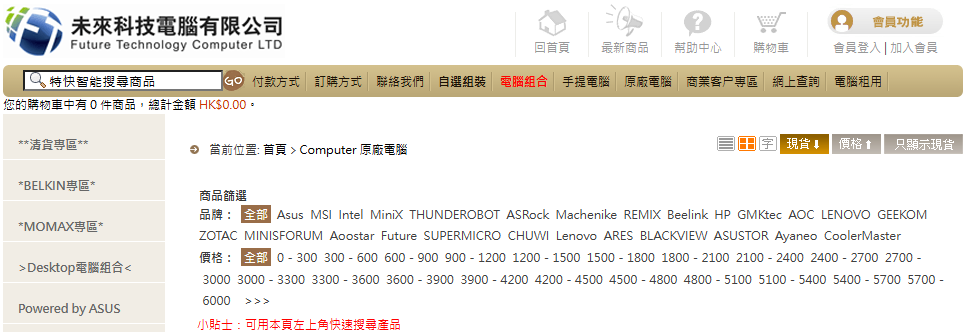 未來科技電腦有限公司
Future Technology Computer LTD
回首頁 最新商品 幫助中心 購物車
會員功能
會員登入 | 加入會員
特快智能搜尋商品 GO 付款方式 訂購方式 聯絡我們 自選組裝 電腦組合 手提電腦 原廠電腦 商業客户專區 網上查詢 電腦租用
您的購物車中有 0 件商品，總計金額 HK$0.00。
**清貨專區**
*BELKIN專區*
*MOMAX專區*
>Desktop電腦組合<
Powered by ASUS
當前位置: 首頁 > Computer 原廠電腦
字 現貨⬇ 價格⬆ 只顯示現貨
商品篩選
品牌： 全部 Asus MSI Intel MiniX THUNDEROBOT ASRock Machenike REMIX Beelink HP GMKtec AOC LENOVO GEEKOM
ZOTAC MINISFORUM Aoostar Future SUPERMICRO CHUWI Lenovo ARES BLACKVIEW ASUSTOR Ayaneo CoolerMaster
價格： 全部 0 - 300 300 - 600 600 - 900 900 - 1200 1200 - 1500 1500 - 1800 1800 - 2100 2100 - 2400 2400 - 2700 2700 -
3000 3000 - 3300 3300 - 3600 3600 - 3900 3900 - 4200 4200 - 4500 4500 - 4800 4800 - 5100 5100 - 5400 5400 - 5700 5700 -
6000 >>>
小貼士：可用本頁左上角快速搜尋產品